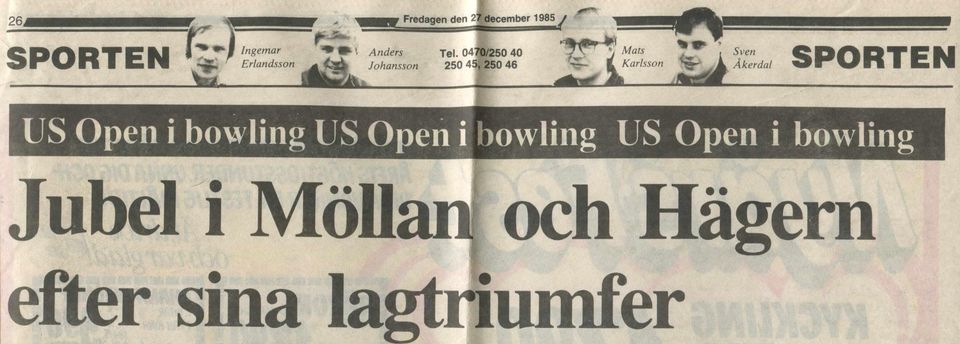 26 Fredagen den 27 december 1985
SPORTEN Ingemar Erlandsson Anders Johansson Tel. 0470/250 40 250 45, 250 46 Mats Karlsson Sven Åkerdal SPORTEN
US Open i bowling US Open i bowling US Open i bowling
Jubel i Möllan och Hägern
efter sina lagtriumfer
KYCKLING